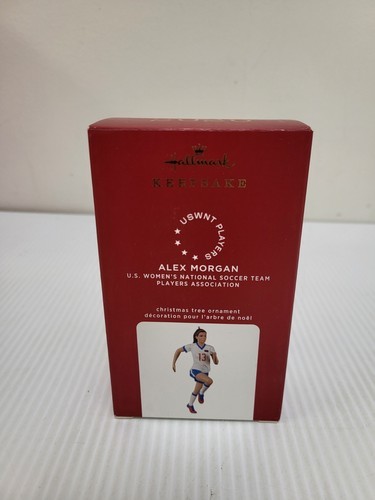 Hallmark
KEEPSAKE
USWNT PLAYERS
ALEX MORGAN
U.S. WOMEN'S NATIONAL SOCCER TEAM
PLAYERS ASSOCIATION
christmas tree ornament
décoration pour l'arbre de noël
13